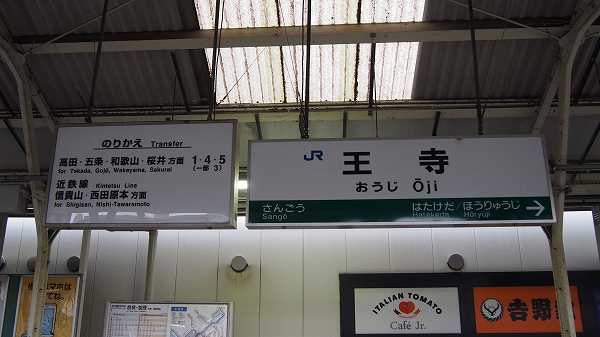 のりかえ Transfer
高田・五条・和歌山・桜井 方面 1・4・5
for Takada, Gojō, Wakayama, Sakurai (一部 3)
近鉄線 Kintetsu Line
信貴山・西田原本 方面
for Shigisan, Nishi-Tawaramoto
JR 王寺
おうじ Ōji
さんごう はたけだ/ほうりゅうじ →
Sangō Hatakeda Hōryūji
ITALIAN TOMATO
Café Jr.
吉野家